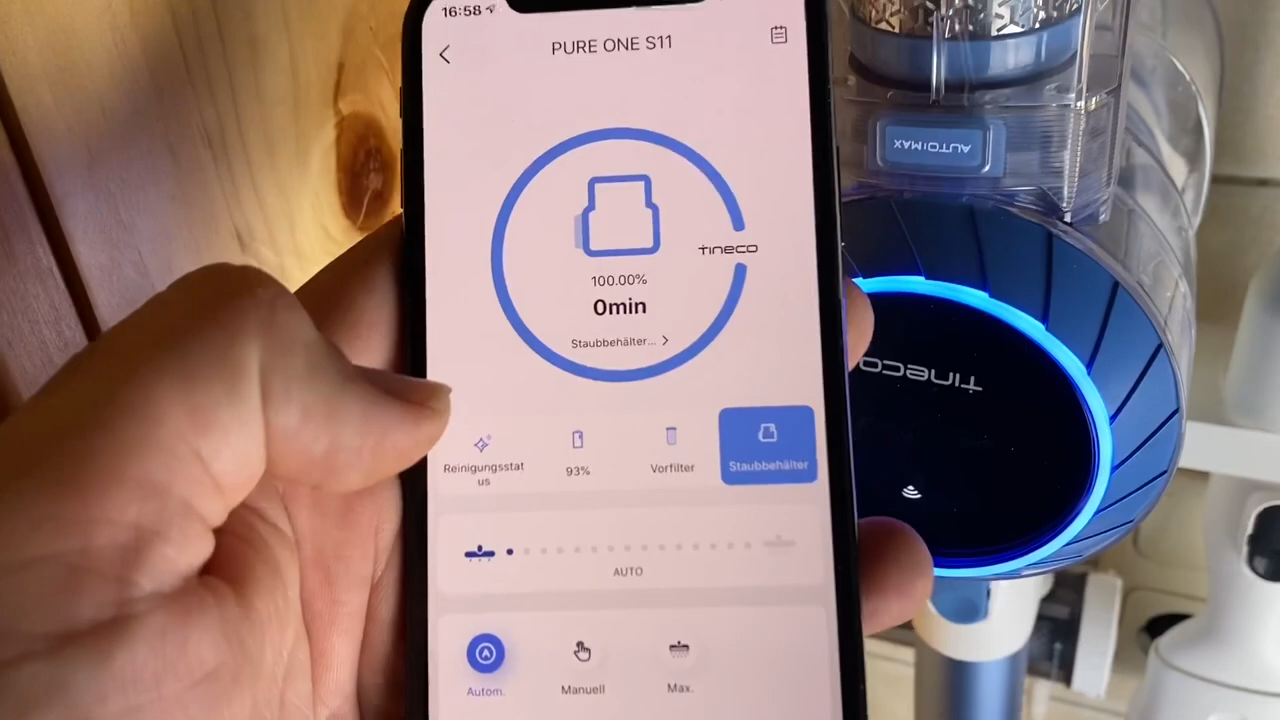 16:58
PURE ONE S11
TINECO
100.00%
0min
Staubbehälter...
Reinigungsstat
us
93%
Vorfilter
Staubbehälter
AUTO
Autom.
Manuell
Max.
AUTO|MAX
TINECO